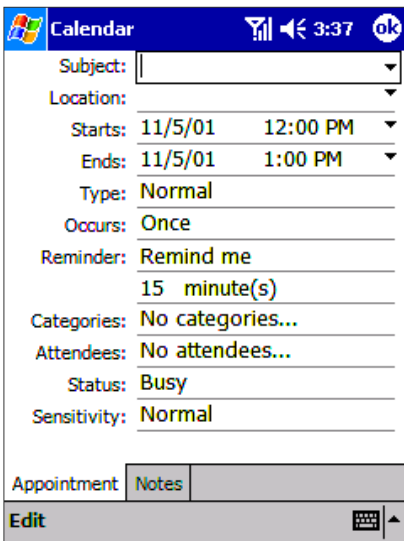 Calendar 3:37 ok
Subject:
Location:
Starts: 11/5/01 12:00 PM
Ends: 11/5/01 1:00 PM
Type: Normal
Occurs: Once
Reminder: Remind me
15 minute(s)
Categories: No categories...
Attendees: No attendees...
Status: Busy
Sensitivity: Normal
Appointment Notes
Edit